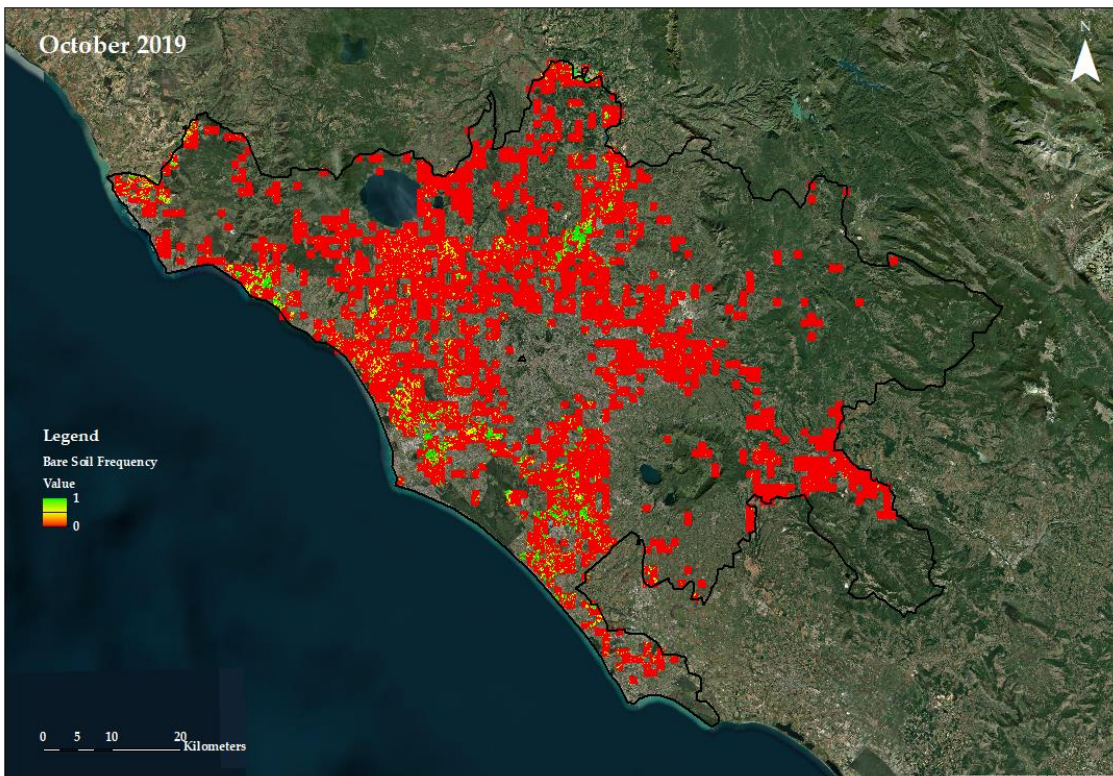 October 2019
N
Legend
Bare Soil Frequency
Value
1
0
0 5 10 20
Kilometers